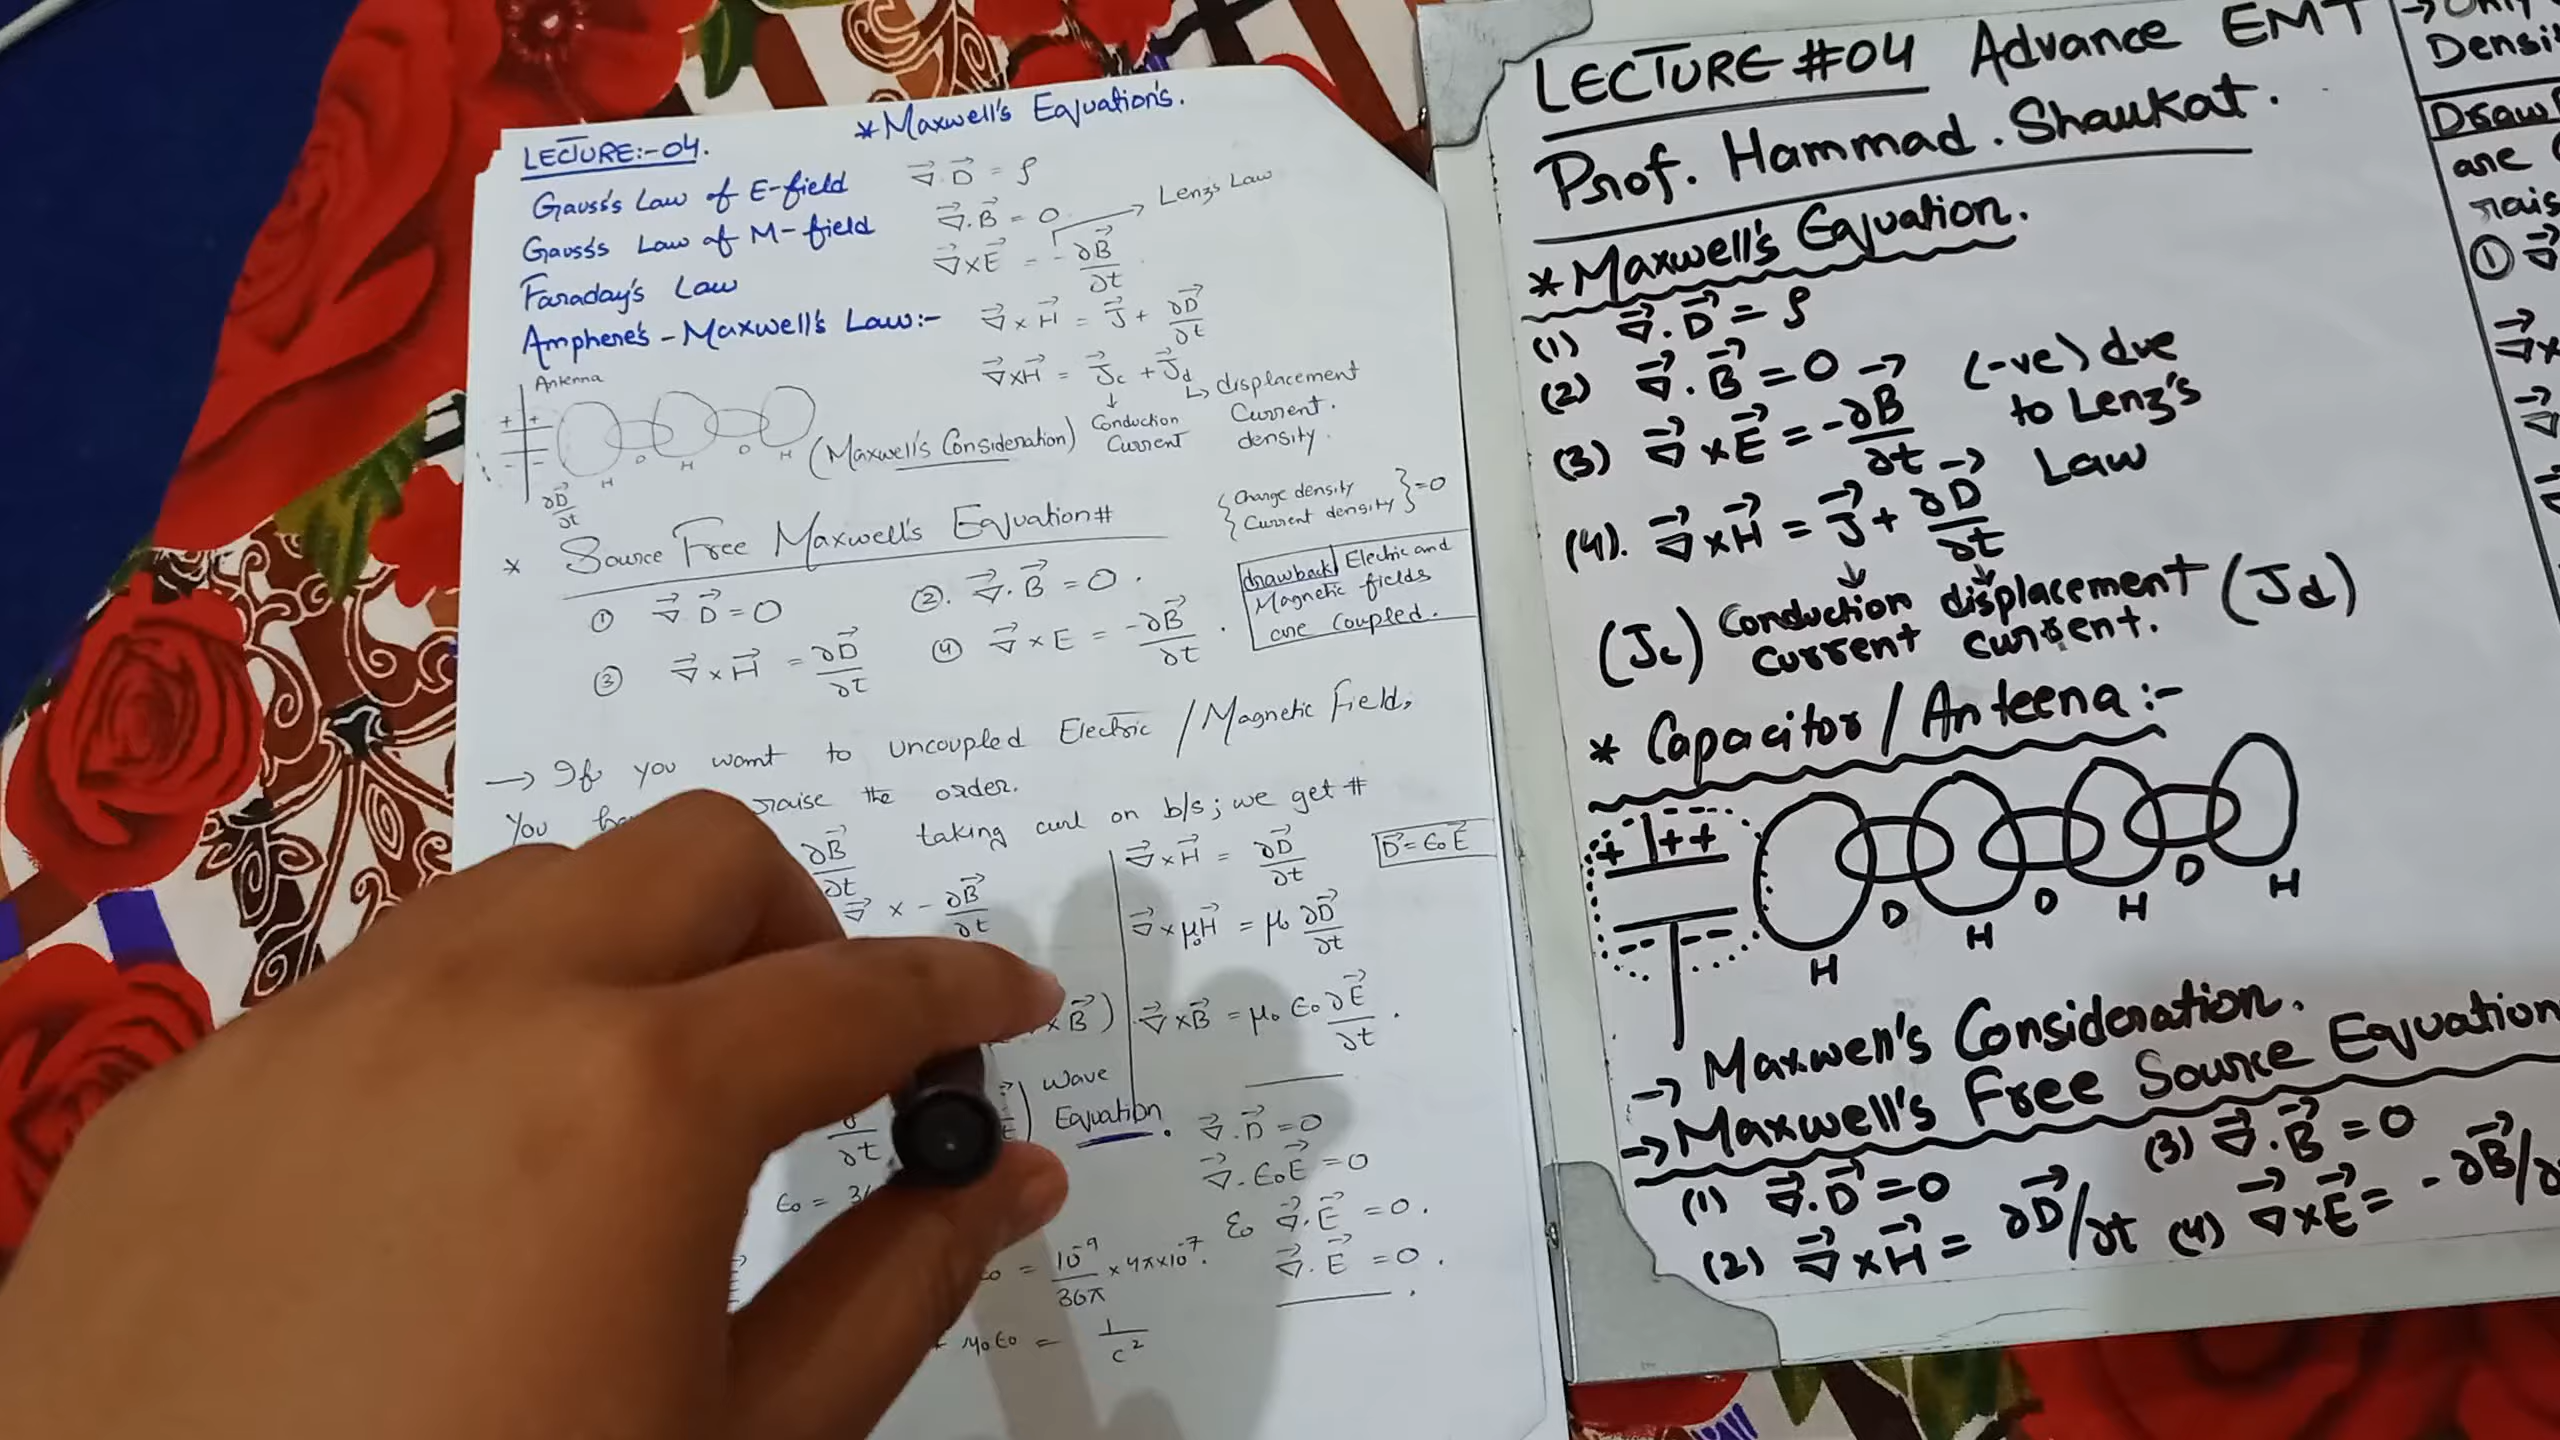 LECTURE:-04.
*Maxwell's Equation's.
Gauss's Law of E-field ∇⃗.D⃗ = ρ
Gauss's Law of M-field ∇⃗.B⃗ = 0
Lenz's Law
Faraday's Law ∇⃗×E⃗ = -∂B⃗/∂t
Amphere's - Maxwell's Law:- ∇⃗×H⃗ = J⃗ + ∂D⃗/∂t
∇⃗×H⃗ = J⃗c + J⃗d
Antenna
+ +
- -
∂D⃗/∂t
H D H D H
(Maxwell's Consideration)
Conduction
Current
displacement
Current.
density.
* Source Free Maxwell's Equation#
{Charge density
Current density} =0
① ∇⃗.D⃗ = 0 ②. ∇⃗.B⃗ = 0.
③ ∇⃗×H⃗ = ∂D⃗/∂t ④ ∇⃗×E = -∂B⃗/∂t.
drawback Electric and
Magnetic fields
are coupled.
→ If you want to uncoupled Electric / Magnetic Field,
You raise the order.
∂B⃗/∂t taking curl on b/s; we get #
∇⃗ × -∂B⃗/∂t
×B⃗)
∇⃗×H⃗ = ∂D⃗/∂t
D⃗=ϵ0E⃗
∇⃗×μ0H⃗ = μ0 ∂D⃗/∂t
∇⃗×B⃗ = μ0 ϵ0 ∂E⃗/∂t.
Wave
Equation.
∂t
∇⃗.D⃗ = 0
∇⃗.ϵ0E⃗ = 0
ϵ0 ∇⃗.E⃗ = 0.
∇⃗.E⃗ = 0.
ϵ0 =
= 10^-9/36π × 4π×10^-7.
μ0ϵ0 = 1/c²
LECTURE #04 Advance EMT
Prof. Hammad. Shaukat.
*Maxwell's Equation.
(1) ∇⃗.D⃗ = ρ
(2) ∇⃗.B⃗ = 0
(3) ∇⃗×E⃗ = -∂B⃗/∂t
(-ve) due
to Lenz's
Law
(4). ∇⃗×H⃗ = J⃗ + ∂D⃗/∂t
(Jc) Conduction displacement (Jd)
current current.
* Capacitor/Anteena:-
+ ++
-- --
H D H D H D H
→ Maxwell's Consideration.
→ Maxwell's Free Source Equation
(1) ∇⃗.D⃗=0 (3) ∇⃗.B⃗=0
(2) ∇⃗×H⃗ = ∂D⃗/∂t (4) ∇⃗×E⃗ = -∂B⃗/∂
are
①